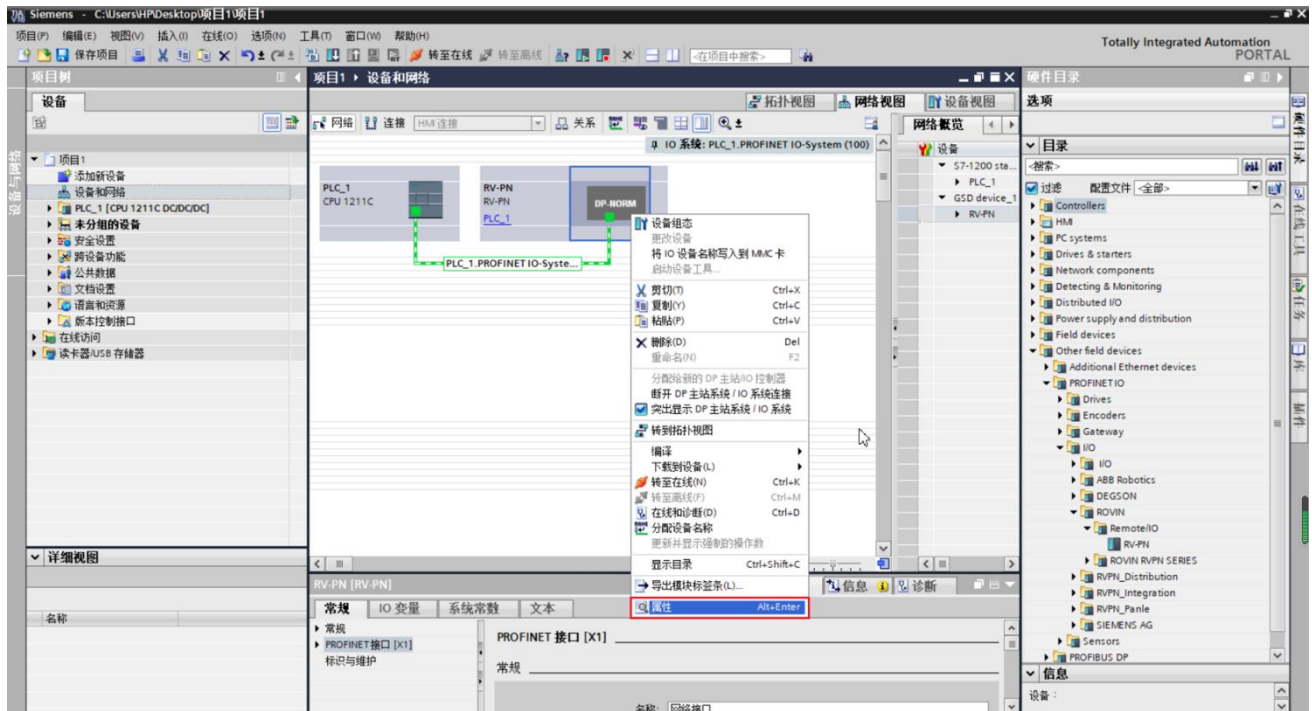 Siemens - C:\Users\HP\Desktop\项目1\项目1
项目(P) 编辑(E) 视图(V) 插入(I) 在线(O) 选项(N) 工具(T) 窗口(W) 帮助(H)
Totally Integrated Automation
PORTAL
保存项目 转至在线 转至离线 <在项目中搜索>
项目树
设备
项目1
添加新设备
设备和网络
PLC_1 [CPU 1211C DC/DC/DC]
未分组的设备
安全设置
跨设备功能
公共数据
文档设置
语言和资源
版本控制接口
在线访问
读卡器/USB 存储器
详细视图
名称
项目1 ▸ 设备和网络
拓扑视图 网络视图 设备视图
网络 连接 HMI 连接 关系
IO 系统: PLC_1.PROFINET IO-System (100)
PLC_1
CPU 1211C
RV-PN
RV-PN
PLC_1
DP-NORM
PLC_1.PROFINET IO-Syste...
设备组态
更改设备
将 IO 设备名称写入到 MMC 卡
启动设备工具...
剪切(T) Ctrl+X
复制(Y) Ctrl+C
粘贴(P) Ctrl+V
删除(D) Del
重命名(N) F2
分配给新的 DP 主站/IO 控制器
断开 DP 主站系统 / IO 系统连接
突出显示 DP 主站系统 / IO 系统
转到拓扑视图
编译
下载到设备(L)
转至在线(N) Ctrl+K
转至离线(F) Ctrl+M
在线和诊断(D) Ctrl+D
分配设备名称
更新并显示强制的操作数
显示目录 Ctrl+Shift+C
导出模块标签条(L)...
属性 Alt+Enter
网络概览
设备
S7-1200 sta...
PLC_1
GSD device_1
RV-PN
RV-PN [RV-PN]
信息 诊断
常规 IO 变量 系统常数 文本
常规
PROFINET 接口 [X1]
标识与维护
PROFINET 接口 [X1]
常规
名称: 网络接口
硬件目录
选项
目录
<搜索>
过滤 配置文件 <全部>
Controllers
HMI
PC systems
Drives & starters
Network components
Detecting & Monitoring
Distributed I/O
Power supply and distribution
Field devices
Other field devices
Additional Ethernet devices
PROFINET IO
Drives
Encoders
Gateway
I/O
I/O
ABB Robotics
DEGSON
ROVIN
Remote/IO
RV-PN
ROVIN RVPN SERIES
RVPN_Distribution
RVPN_Integration
RVPN_Panle
SIEMENS AG
Sensors
PROFIBUS DP
信息
设备:
硬件目录
在线工具
任务
库
插件